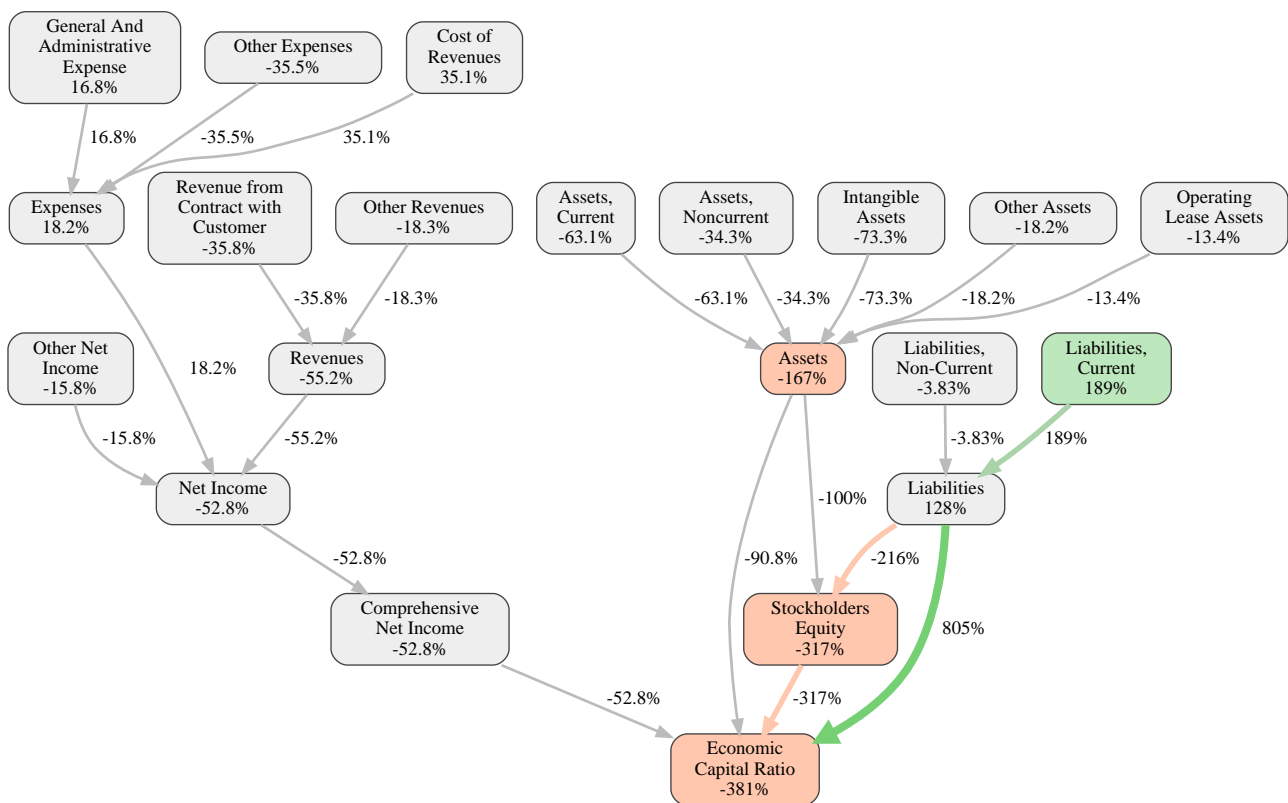 General And
Administrative
Expense
16.8%
Other Expenses
-35.5%
Cost of
Revenues
35.1%
16.8%
-35.5%
35.1%
Expenses
18.2%
Revenue from
Contract with
Customer
-35.8%
Other Revenues
-18.3%
Assets,
Current
-63.1%
Assets,
Noncurrent
-34.3%
Intangible
Assets
-73.3%
Other Assets
-18.2%
Operating
Lease Assets
-13.4%
-35.8%
-18.3%
-63.1%
-34.3%
-73.3%
-18.2%
-13.4%
Other Net
Income
-15.8%
18.2%
Revenues
-55.2%
Assets
-167%
Liabilities,
Non-Current
-3.83%
Liabilities,
Current
189%
-15.8%
-55.2%
-3.83%
189%
Net Income
-52.8%
-100%
Liabilities
128%
-52.8%
-90.8%
-216%
Comprehensive
Net Income
-52.8%
Stockholders
Equity
-317%
805%
-52.8%
-317%
Economic
Capital Ratio
-381%